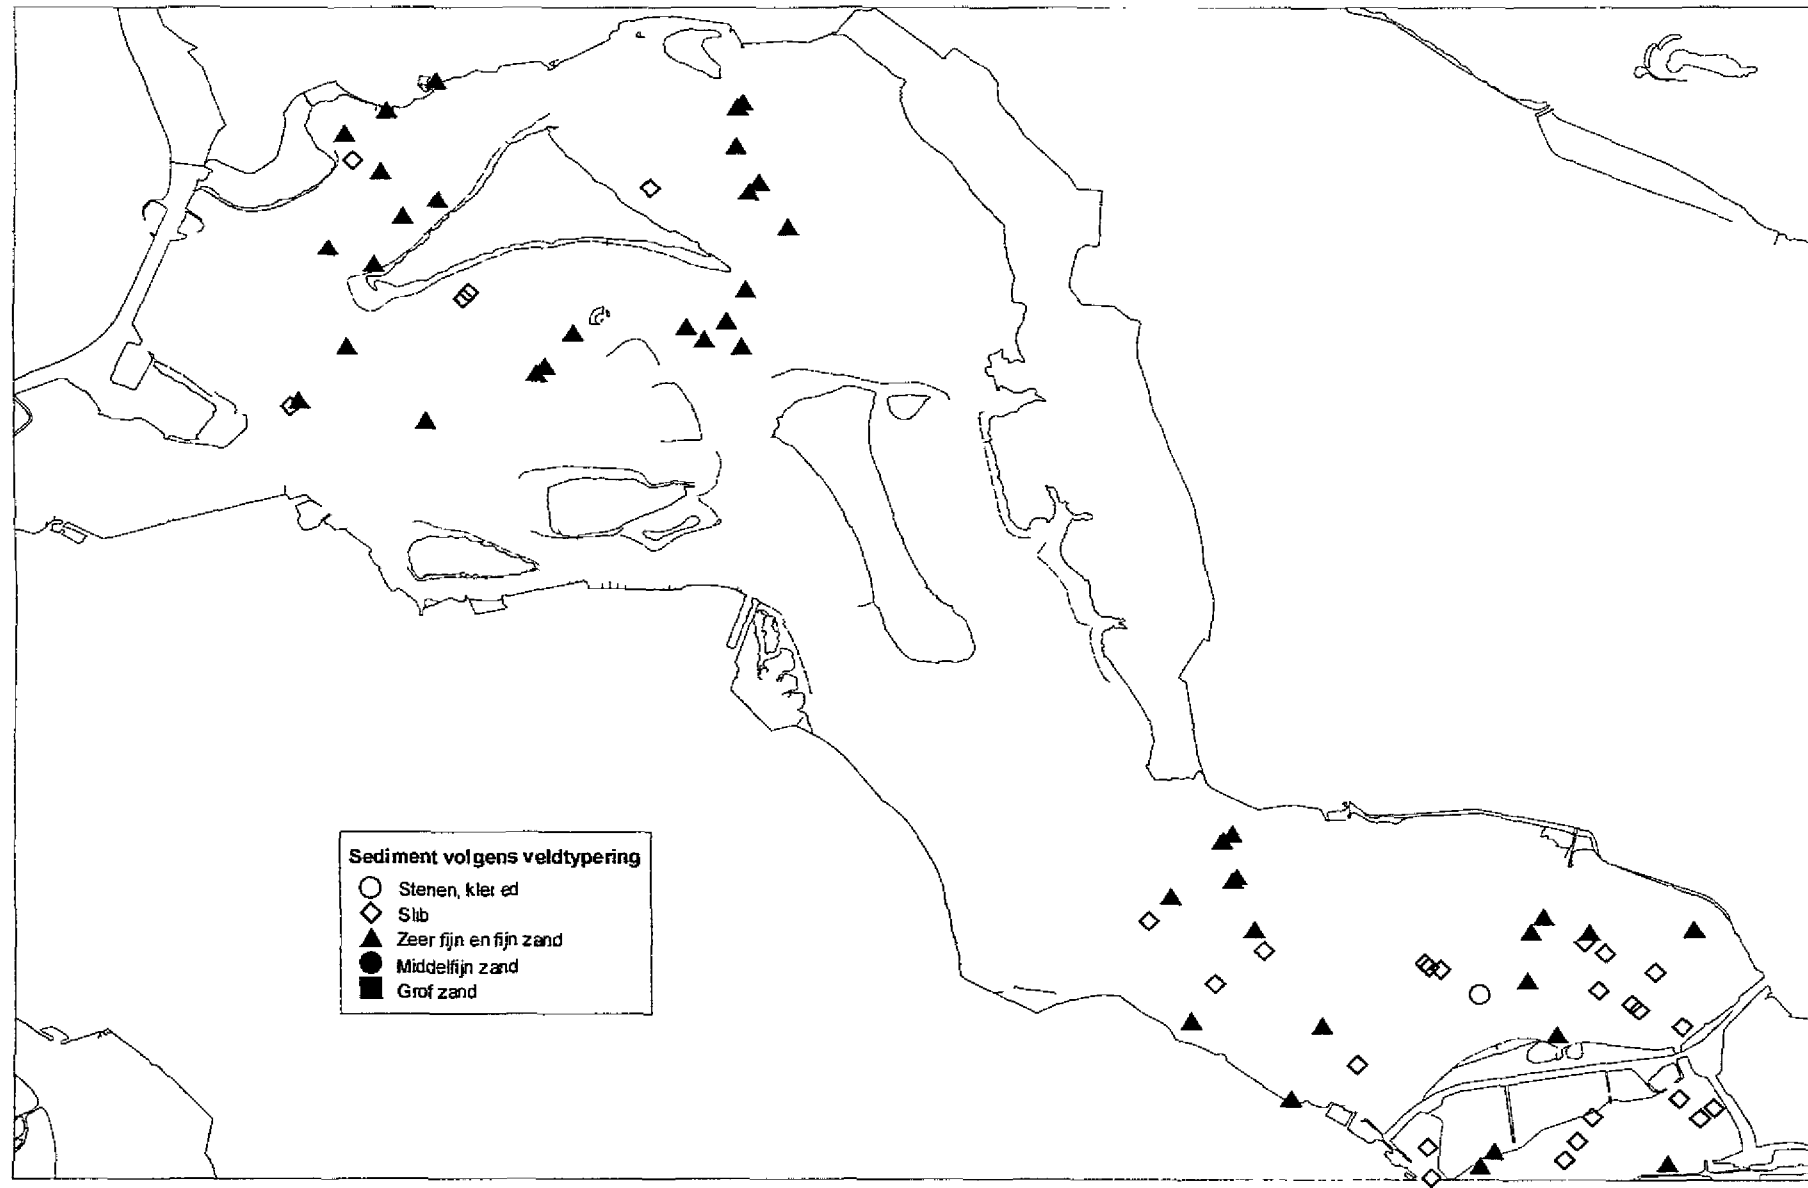 Sediment volgens veldtypering
Stenen, klei ed
Slib
Zeer fijn en fijn zand
Middelfijn zand
Grof zand